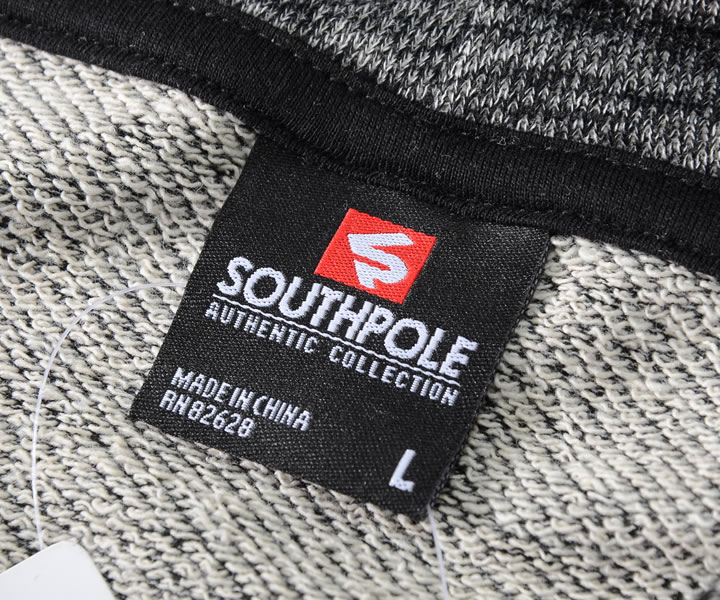 SOUTHPOLE
AUTHENTIC COLLECTION
MADE IN CHINA
RN 82628
L